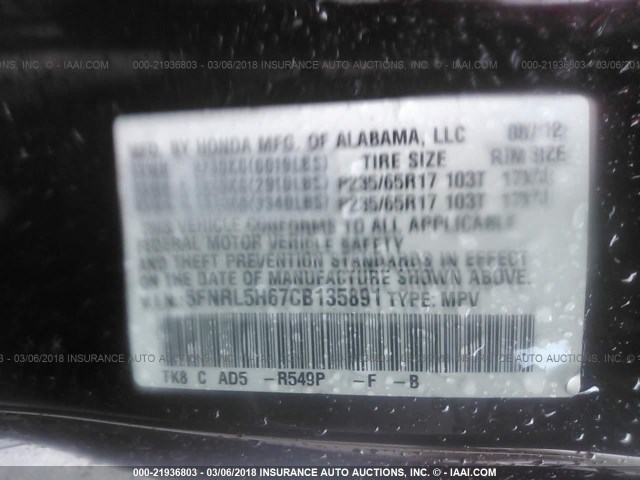 000-21936803 - 03/06/2018 INSURANCE AUTO AUCTIONS, INC. - © IAAI.COM
MFD. BY HONDA MFG. OF ALABAMA, LLC 08/12
TIRE SIZE RIM SIZE
P235/65R17 103T
P235/65R17 103T
THIS VEHICLE CONFORMS TO ALL APPLICABLE
FEDERAL MOTOR VEHICLE SAFETY
AND THEFT PREVENTION STANDARDS IN EFFECT
ON THE DATE OF MANUFACTURE SHOWN ABOVE.
V.I.N.: 5FNRL5H67CB135891 TYPE: MPV
TK8 C AD5 -R549P -F -B
000-21936803 - 03/06/2018 INSURANCE AUTO AUCTIONS, INC. - © IAAI.COM